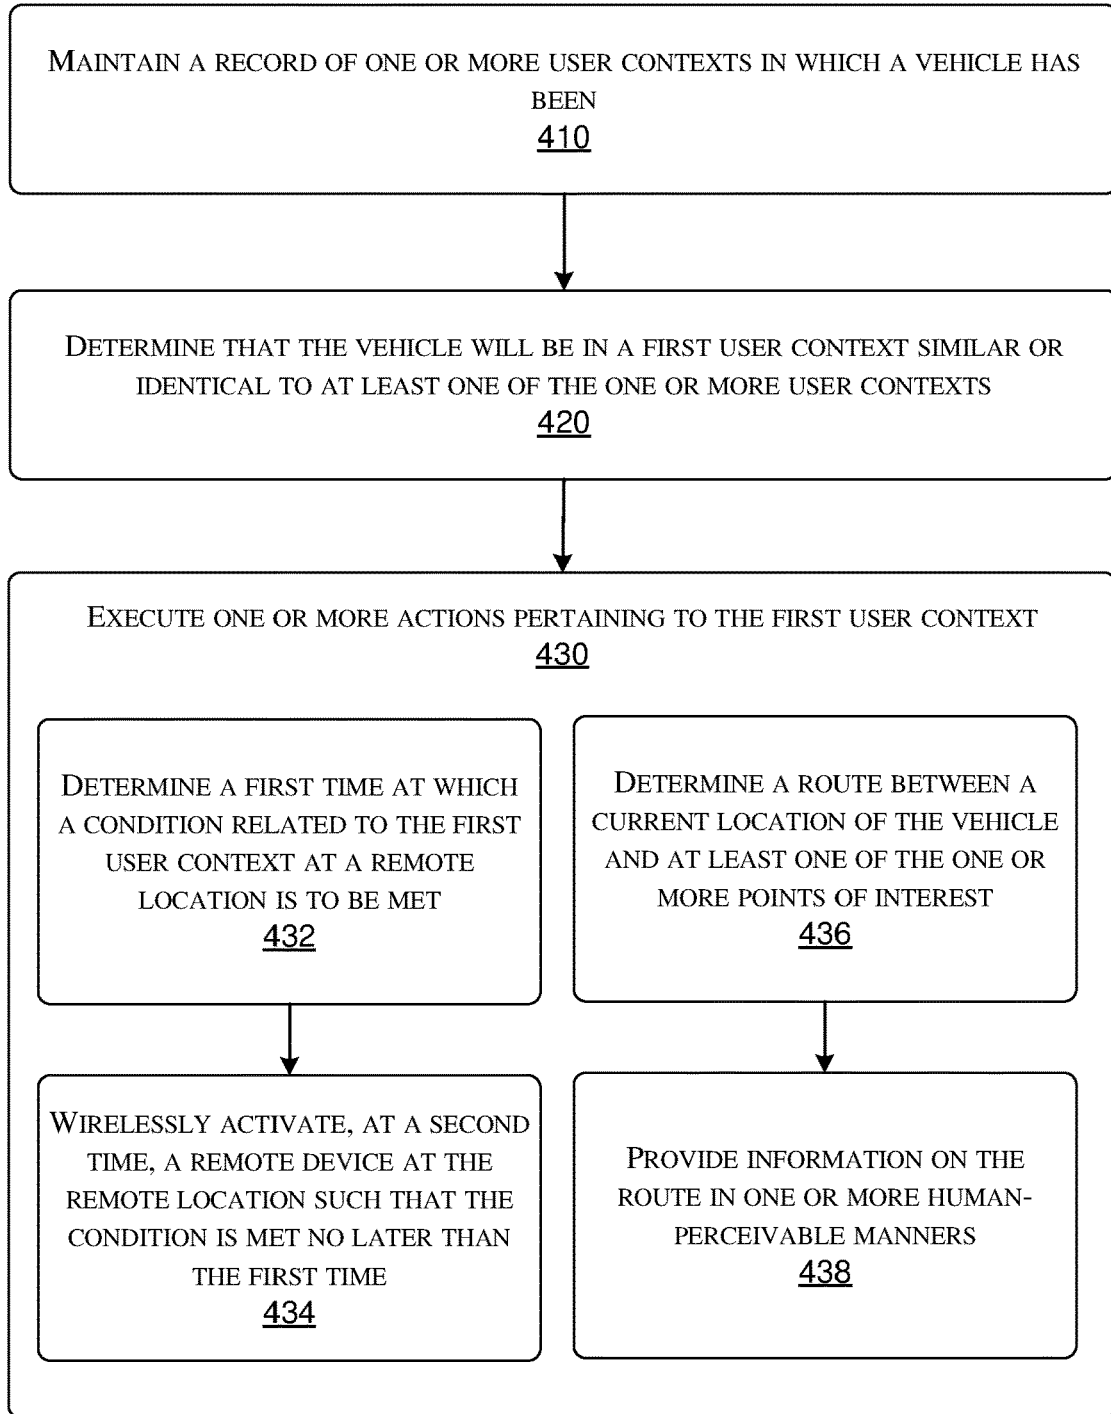 MAINTAIN A RECORD OF ONE OR MORE USER CONTEXTS IN WHICH A VEHICLE HAS
BEEN
410
DETERMINE THAT THE VEHICLE WILL BE IN A FIRST USER CONTEXT SIMILAR OR
IDENTICAL TO AT LEAST ONE OF THE ONE OR MORE USER CONTEXTS
420
EXECUTE ONE OR MORE ACTIONS PERTAINING TO THE FIRST USER CONTEXT
430
DETERMINE A FIRST TIME AT WHICH
A CONDITION RELATED TO THE FIRST
USER CONTEXT AT A REMOTE
LOCATION IS TO BE MET
432
WIRELESSLY ACTIVATE, AT A SECOND
TIME, A REMOTE DEVICE AT THE
REMOTE LOCATION SUCH THAT THE
CONDITION IS MET NO LATER THAN
THE FIRST TIME
434
DETERMINE A ROUTE BETWEEN A
CURRENT LOCATION OF THE VEHICLE
AND AT LEAST ONE OF THE ONE OR
MORE POINTS OF INTEREST
436
PROVIDE INFORMATION ON THE
ROUTE IN ONE OR MORE HUMAN-
PERCEIVABLE MANNERS
438